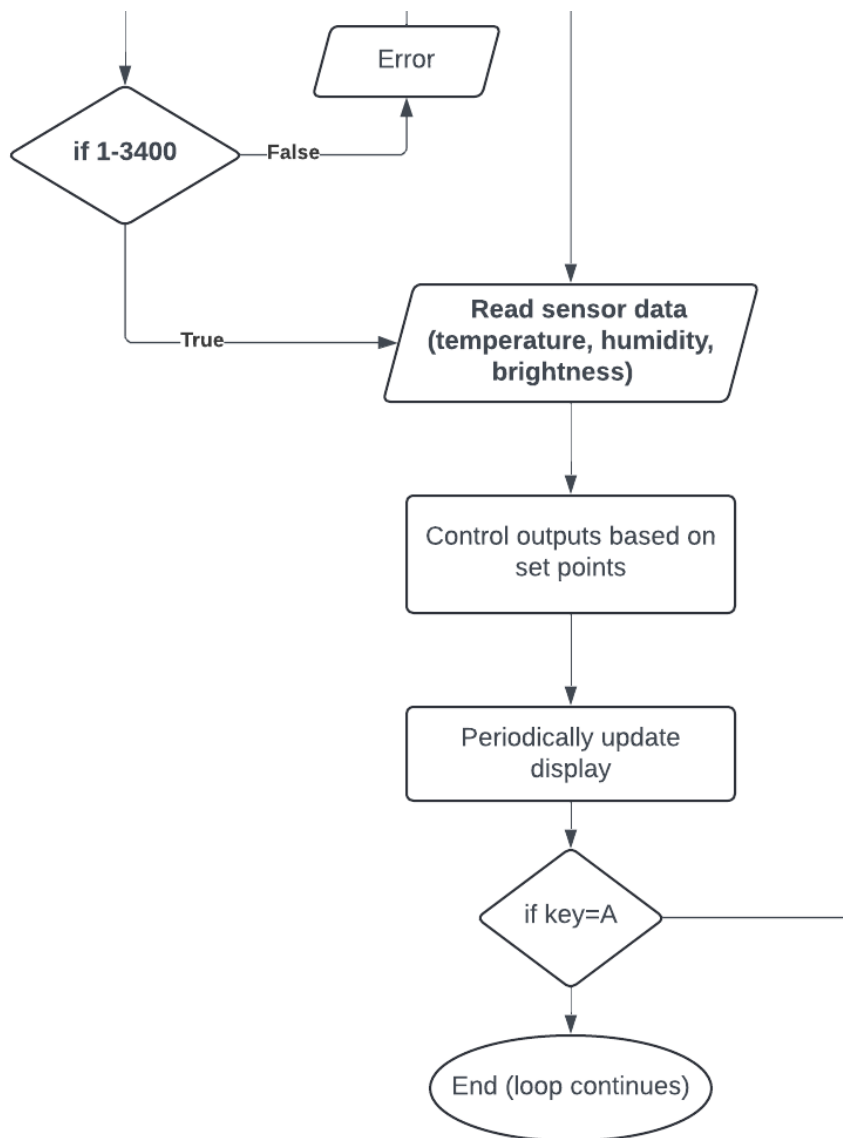 Error
if 1-3400
False
True
Read sensor data
(temperature, humidity,
brightness)
Control outputs based on
set points
Periodically update
display
if key=A
End (loop continues)